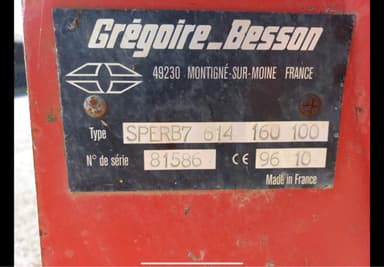 Grégoire_Besson
49230 MONTIGNÉ-SUR-MOINE FRANCE
Type SPERB7 614 160 100
N° de série 81586 CE 96 10
Made in France